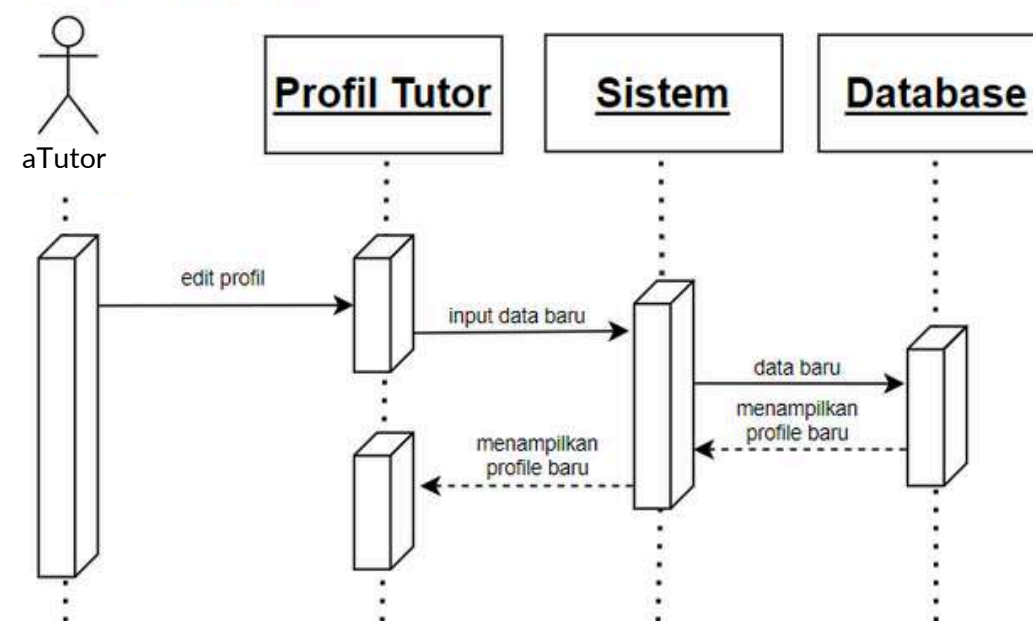 Profil Tutor
Sistem
Database
aTutor
edit profil
input data baru
data baru
menampilkan
profile baru
menampilkan
profile baru